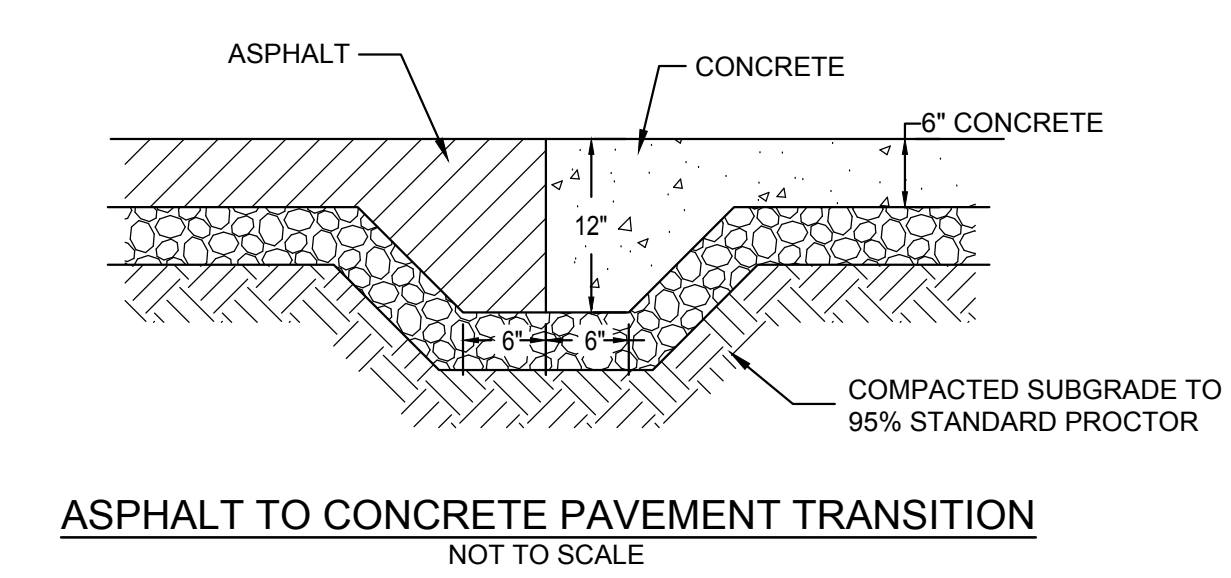 ASPHALT
CONCRETE
6" CONCRETE
12"
6" 6"
COMPACTED SUBGRADE TO
95% STANDARD PROCTOR
ASPHALT TO CONCRETE PAVEMENT TRANSITION
NOT TO SCALE